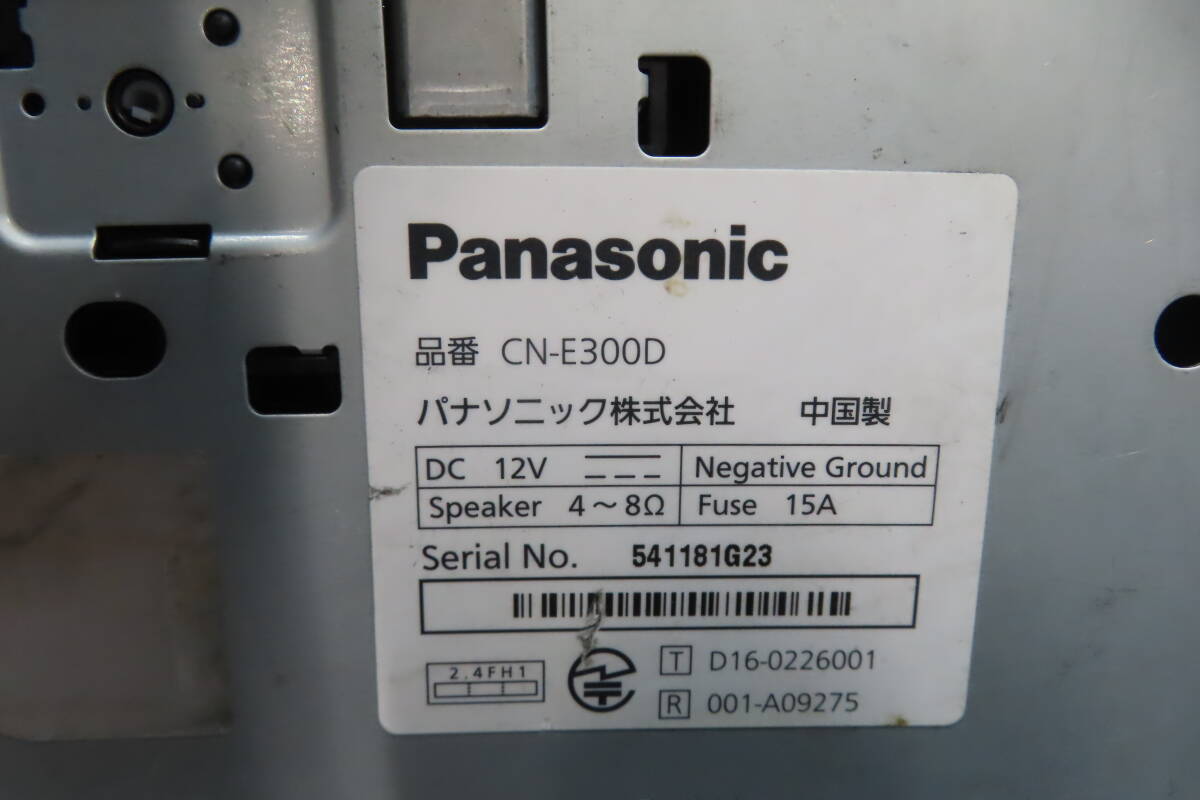 Panasonic
品番 CN-E300D
パナソニック株式会社 中国製
DC 12V Negative Ground
Speaker 4~8Ω Fuse 15A
Serial No. 541181G23
2.4FH1
T D16-0226001
R 001-A09275